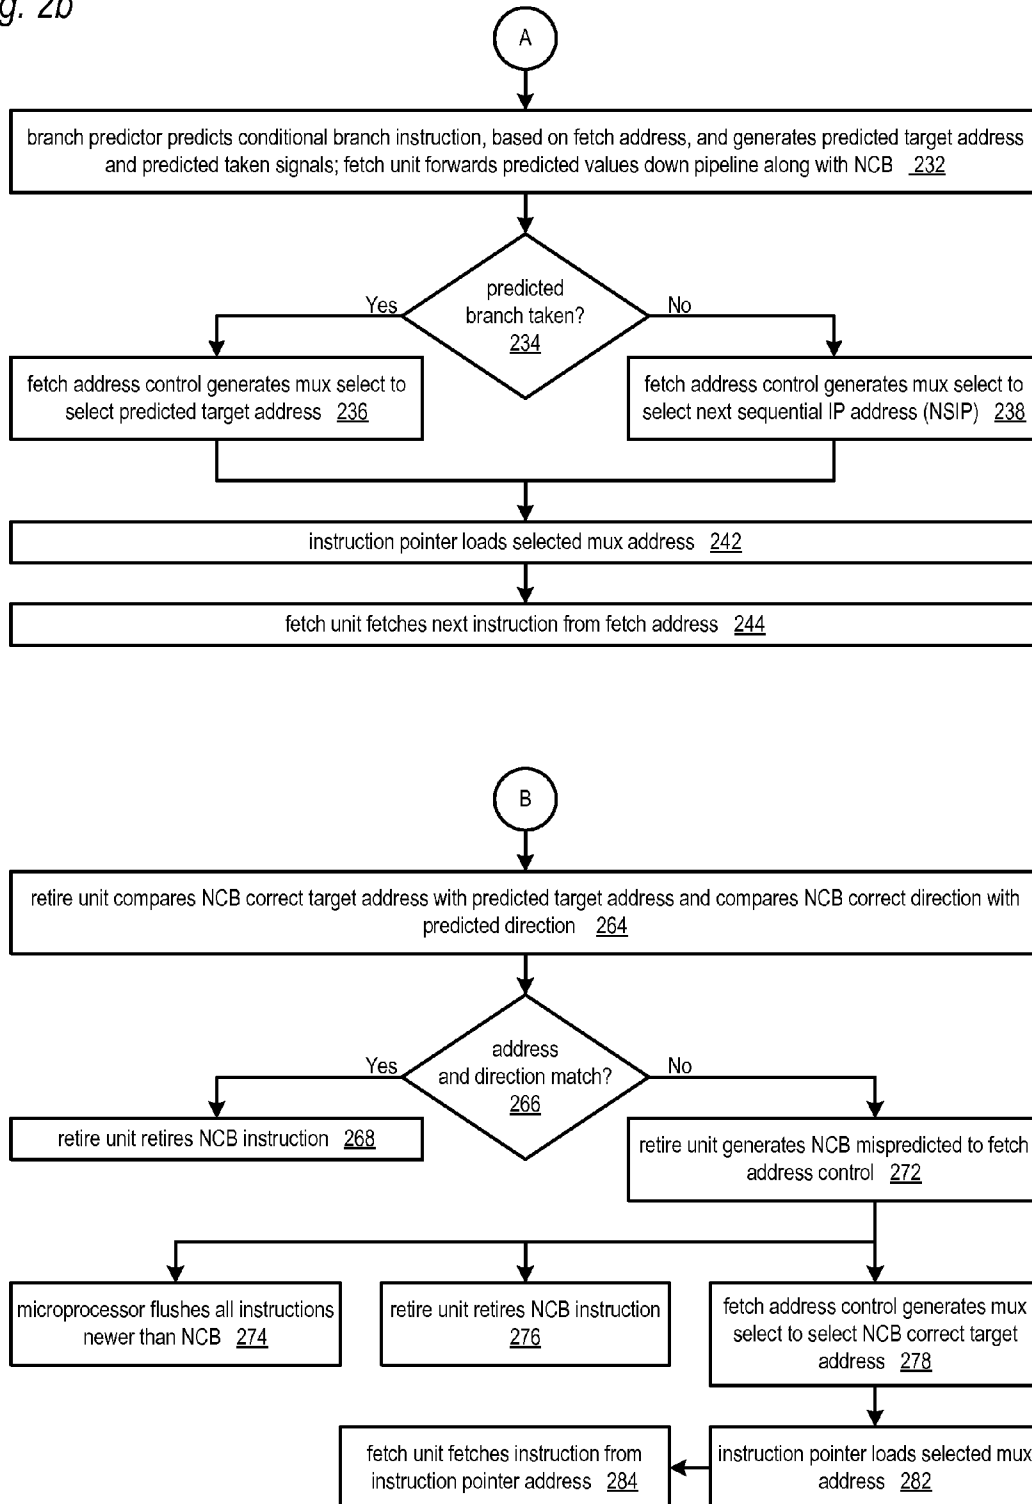 g. 2b
A
branch predictor predicts conditional branch instruction, based on fetch address, and generates predicted target address
and predicted taken signals; fetch unit forwards predicted values down pipeline along with NCB 232
predicted
branch taken?
234
Yes
No
fetch address control generates mux select to
select predicted target address 236
fetch address control generates mux select to
select next sequential IP address (NSIP) 238
instruction pointer loads selected mux address 242
fetch unit fetches next instruction from fetch address 244
B
retire unit compares NCB correct target address with predicted target address and compares NCB correct direction with
predicted direction 264
address
and direction match?
266
Yes
No
retire unit retires NCB instruction 268
retire unit generates NCB mispredicted to fetch
address control 272
microprocessor flushes all instructions
newer than NCB 274
retire unit retires NCB instruction
276
fetch address control generates mux
select to select NCB correct target
address 278
fetch unit fetches instruction from
instruction pointer address 284
instruction pointer loads selected mux
address 282